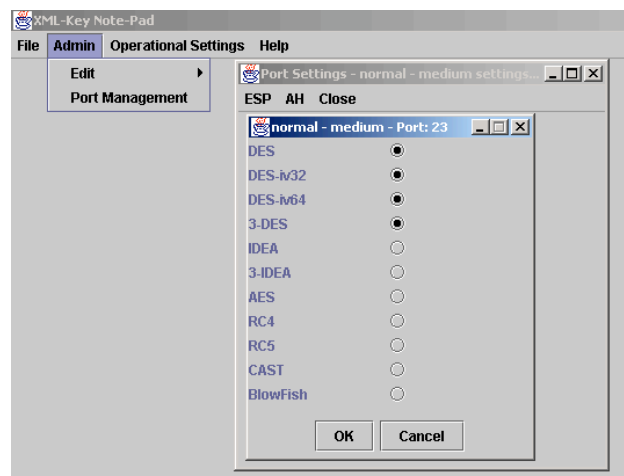 XML-Key Note-Pad
File Admin Operational Settings Help
Edit
Port Management
Port Settings - normal - medium settings...
ESP AH Close
normal - medium - Port: 23
DES
DES-iv32
DES-iv64
3-DES
IDEA
3-IDEA
AES
RC4
RC5
CAST
BlowFish
OK Cancel